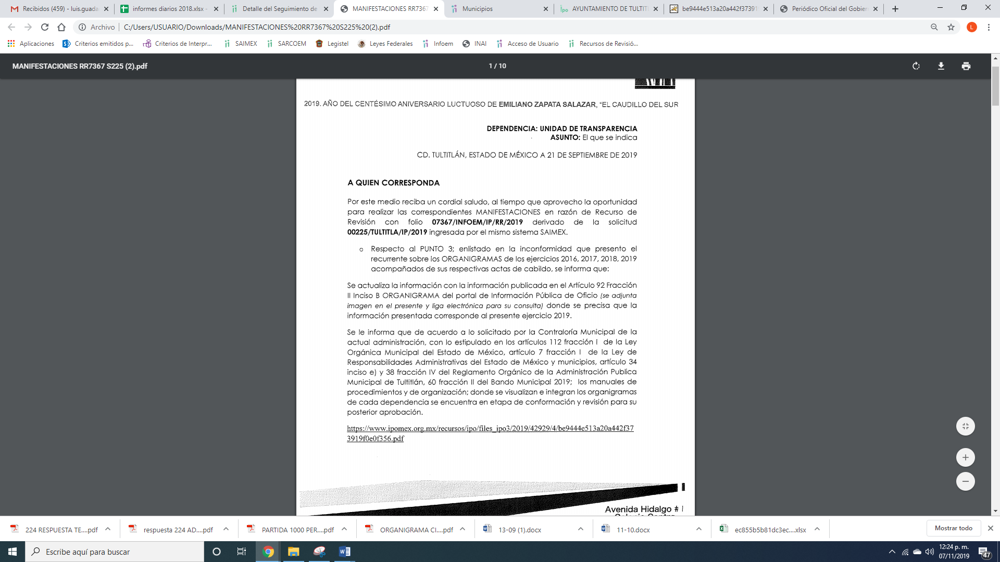 Recibidos (459) - luis.guada
informes diarios 2018.xlsx -
Detalle del Seguimiento de
MANIFESTACIONES RR7367
Municipios
AYUNTAMIENTO DE TULTIT
be9444e513a20a442f37391
Periódico Oficial del Gobier
Archivo | C:/Users/USUARIO/Downloads/MANIFESTACIONES%20RR7367%20S225%20(2).pdf
L
Aplicaciones
Criterios emitidos p...
Criterios de Interpr...
SAIMEX
SARCOEM
Legistel
Leyes Federales
Infoem
INAI
Acceso de Usuario
Recursos de Revisió...
MANIFESTACIONES RR7367 S225 (2).pdf
1 / 10
2019. AÑO DEL CENTÉSIMO ANIVERSARIO LUCTUOSO DE EMILIANO ZAPATA SALAZAR, "EL CAUDILLO DEL SUR
DEPENDENCIA: UNIDAD DE TRANSPARENCIA
ASUNTO: El que se indica
CD. TULTITLÁN, ESTADO DE MÉXICO A 21 DE SEPTIEMBRE DE 2019
A QUIEN CORRESPONDA
Por este medio reciba un cordial saludo, al tiempo que aprovecho la oportunidad
para realizar las correspondientes MANIFESTACIONES en razón de Recurso de
Revisión con folio 07367/INFOEM/IP/RR/2019 derivado de la solicitud
00225/TULTITLA/IP/2019 ingresada por el mismo sistema SAIMEX.
o Respecto al PUNTO 3; enlistado en la inconformidad que presento el
recurrente sobre los ORGANIGRAMAS de los ejercicios 2016, 2017, 2018, 2019
acompañados de sus respectivas actas de cabildo, se informa que:
Se actualiza la información con la información publicada en el Artículo 92 Fracción
II Inciso B ORGANIGRAMA del portal de Información Pública de Oficio (se adjunta
imagen en el presente y liga electrónica para su consulta) donde se precisa que la
información presentada corresponde al presente ejercicio 2019.
Se le informa que de acuerdo a lo solicitado por la Contraloría Municipal de la
actual administración, con lo estipulado en los artículos 112 fracción I de la Ley
Orgánica Municipal del Estado de México, artículo 7 fracción I de la Ley de
Responsabilidades Administrativas del Estado de México y municipios, artículo 34
inciso e) y 38 fracción IV del Reglamento Orgánico de la Administración Publica
Municipal de Tultitlán, 60 fracción II del Bando Municipal 2019; los manuales de
procedimientos y de organización; donde se visualizan e integran los organigramas
de cada dependencia se encuentra en etapa de conformación y revisión para su
posterior aprobación.
https://www.ipomex.org.mx/recursos/ipo/files_ipo3/2019/42929/4/be9444e513a20a442f37
3919f0e0f356.pdf
Avenida Hidalgo #
224 RESPUESTA TE....pdf
respuesta 224 AD....pdf
PARTIDA 1000 PER....pdf
ORGANIGRAMA CI....pdf
13-09 (1).docx
11-10.docx
ec855b5b81dc3ec....xlsx
Mostrar todo
Escribe aquí para buscar
12:24 p. m.
07/11/2019
47